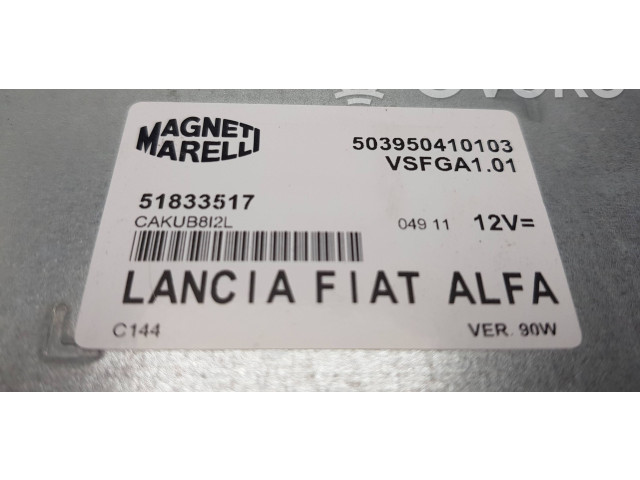 MAGNETI
MARELLI
503950410103
VSFGA1.01
51833517
CAKUB8I2L
049 11 12V=
LANCIA FIAT ALFA
C144
VER. 90W